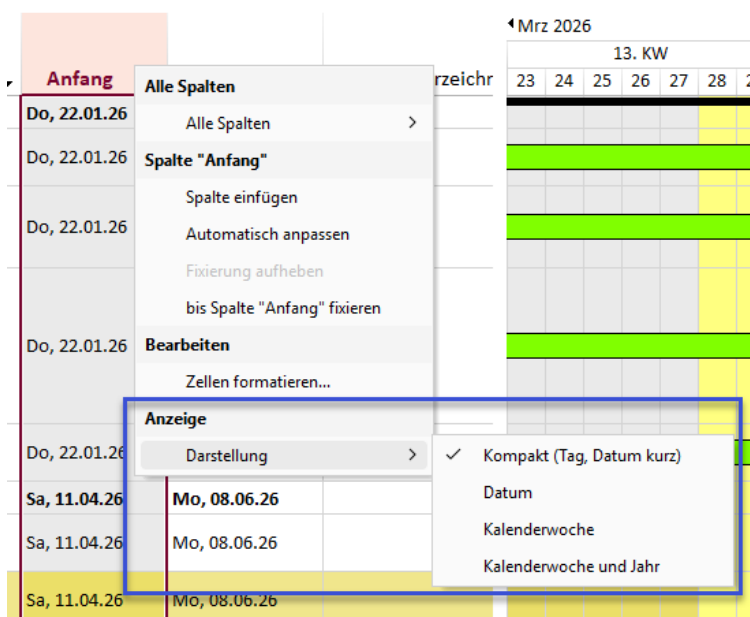 Mrz 2026
13. KW
Anfang
rzeichr
23 24 25 26 27 28 2
Alle Spalten
Do, 22.01.26
Alle Spalten
Do, 22.01.26
Spalte "Anfang"
Spalte einfügen
Do, 22.01.26
Automatisch anpassen
Fixierung aufheben
bis Spalte "Anfang" fixieren
Do, 22.01.26
Bearbeiten
Zellen formatieren...
Anzeige
Do, 22.01.26
Darstellung
Kompakt (Tag, Datum kurz)
Datum
Kalenderwoche
Kalenderwoche und Jahr
Sa, 11.04.26 Mo, 08.06.26
Sa, 11.04.26 Mo, 08.06.26
Sa, 11.04.26 Mo, 08.06.26